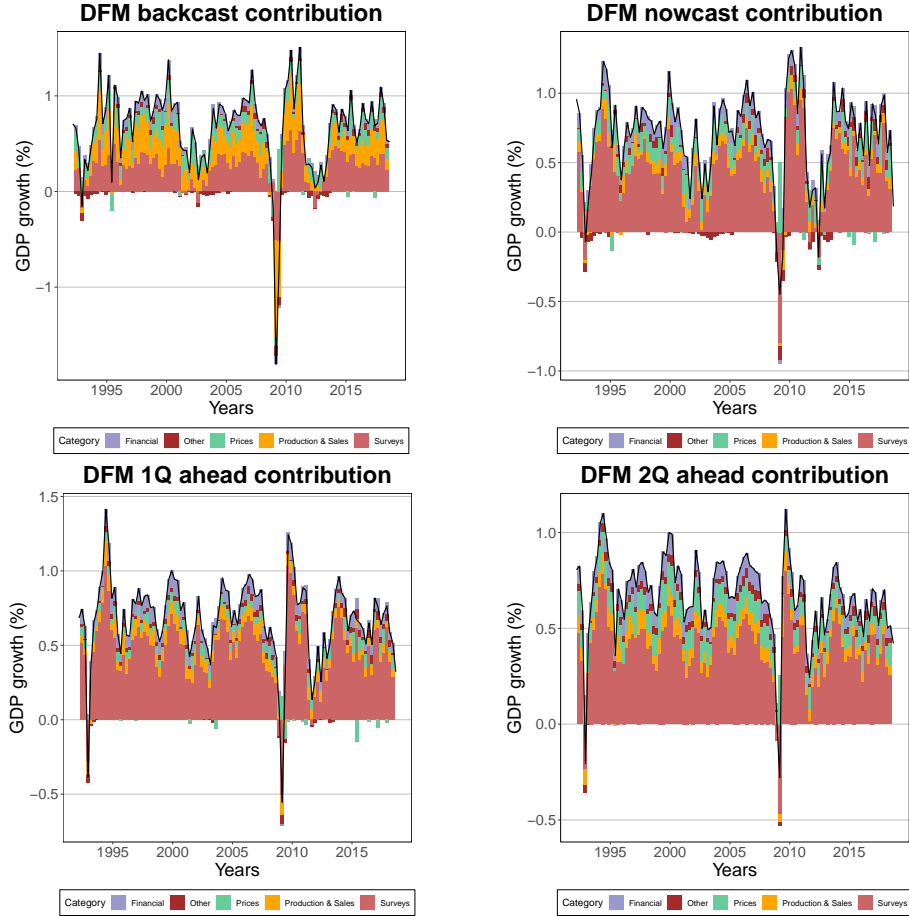 DFM backcast contribution
GDP growth (%)
1
0
−1
1995 2000 2005 2010 2015
Years
Category Financial Other Prices Production & Sales Surveys
DFM nowcast contribution
GDP growth (%)
1.0
0.5
0.0
−0.5
−1.0
1995 2000 2005 2010 2015
Years
Category Financial Other Prices Production & Sales Surveys
DFM 1Q ahead contribution
GDP growth (%)
1.5
1.0
0.5
0.0
−0.5
1995 2000 2005 2010 2015
Years
Category Financial Other Prices Production & Sales Surveys
DFM 2Q ahead contribution
GDP growth (%)
1.0
0.5
0.0
−0.5
1995 2000 2005 2010 2015
Years
Category Financial Other Prices Production & Sales Surveys